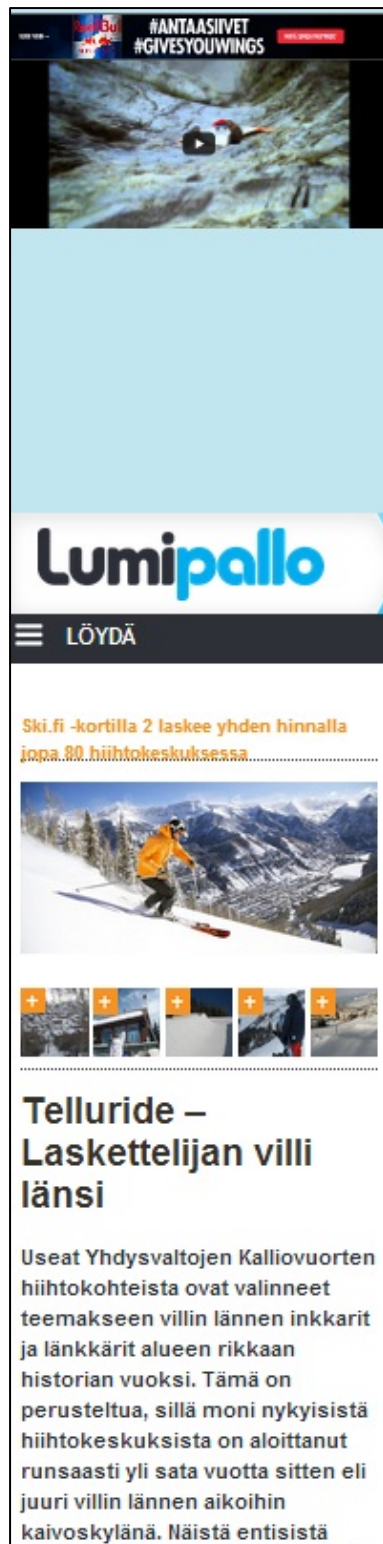 #ANTAASIIVET
#GIVESYOUWINGS
Lumipallo
LÖYDÄ
Ski.fi -kortilla 2 laskee yhden hinnalla
jopa 80 hiihtokeskuksessa
Telluride –
Laskettelijan villi
länsi
Useat Yhdysvaltojen Kalliovuorten
hiihtokohteista ovat valinneet
teemakseen villin lännen inkkarit
ja länkkärit alueen rikkaan
historian vuoksi. Tämä on
perusteltua, sillä moni nykyisistä
hiihtokeskuksista on aloittanut
runsaasti yli sata vuotta sitten eli
juuri villin lännen aikoihin
kaivoskylänä. Näistä entisistä